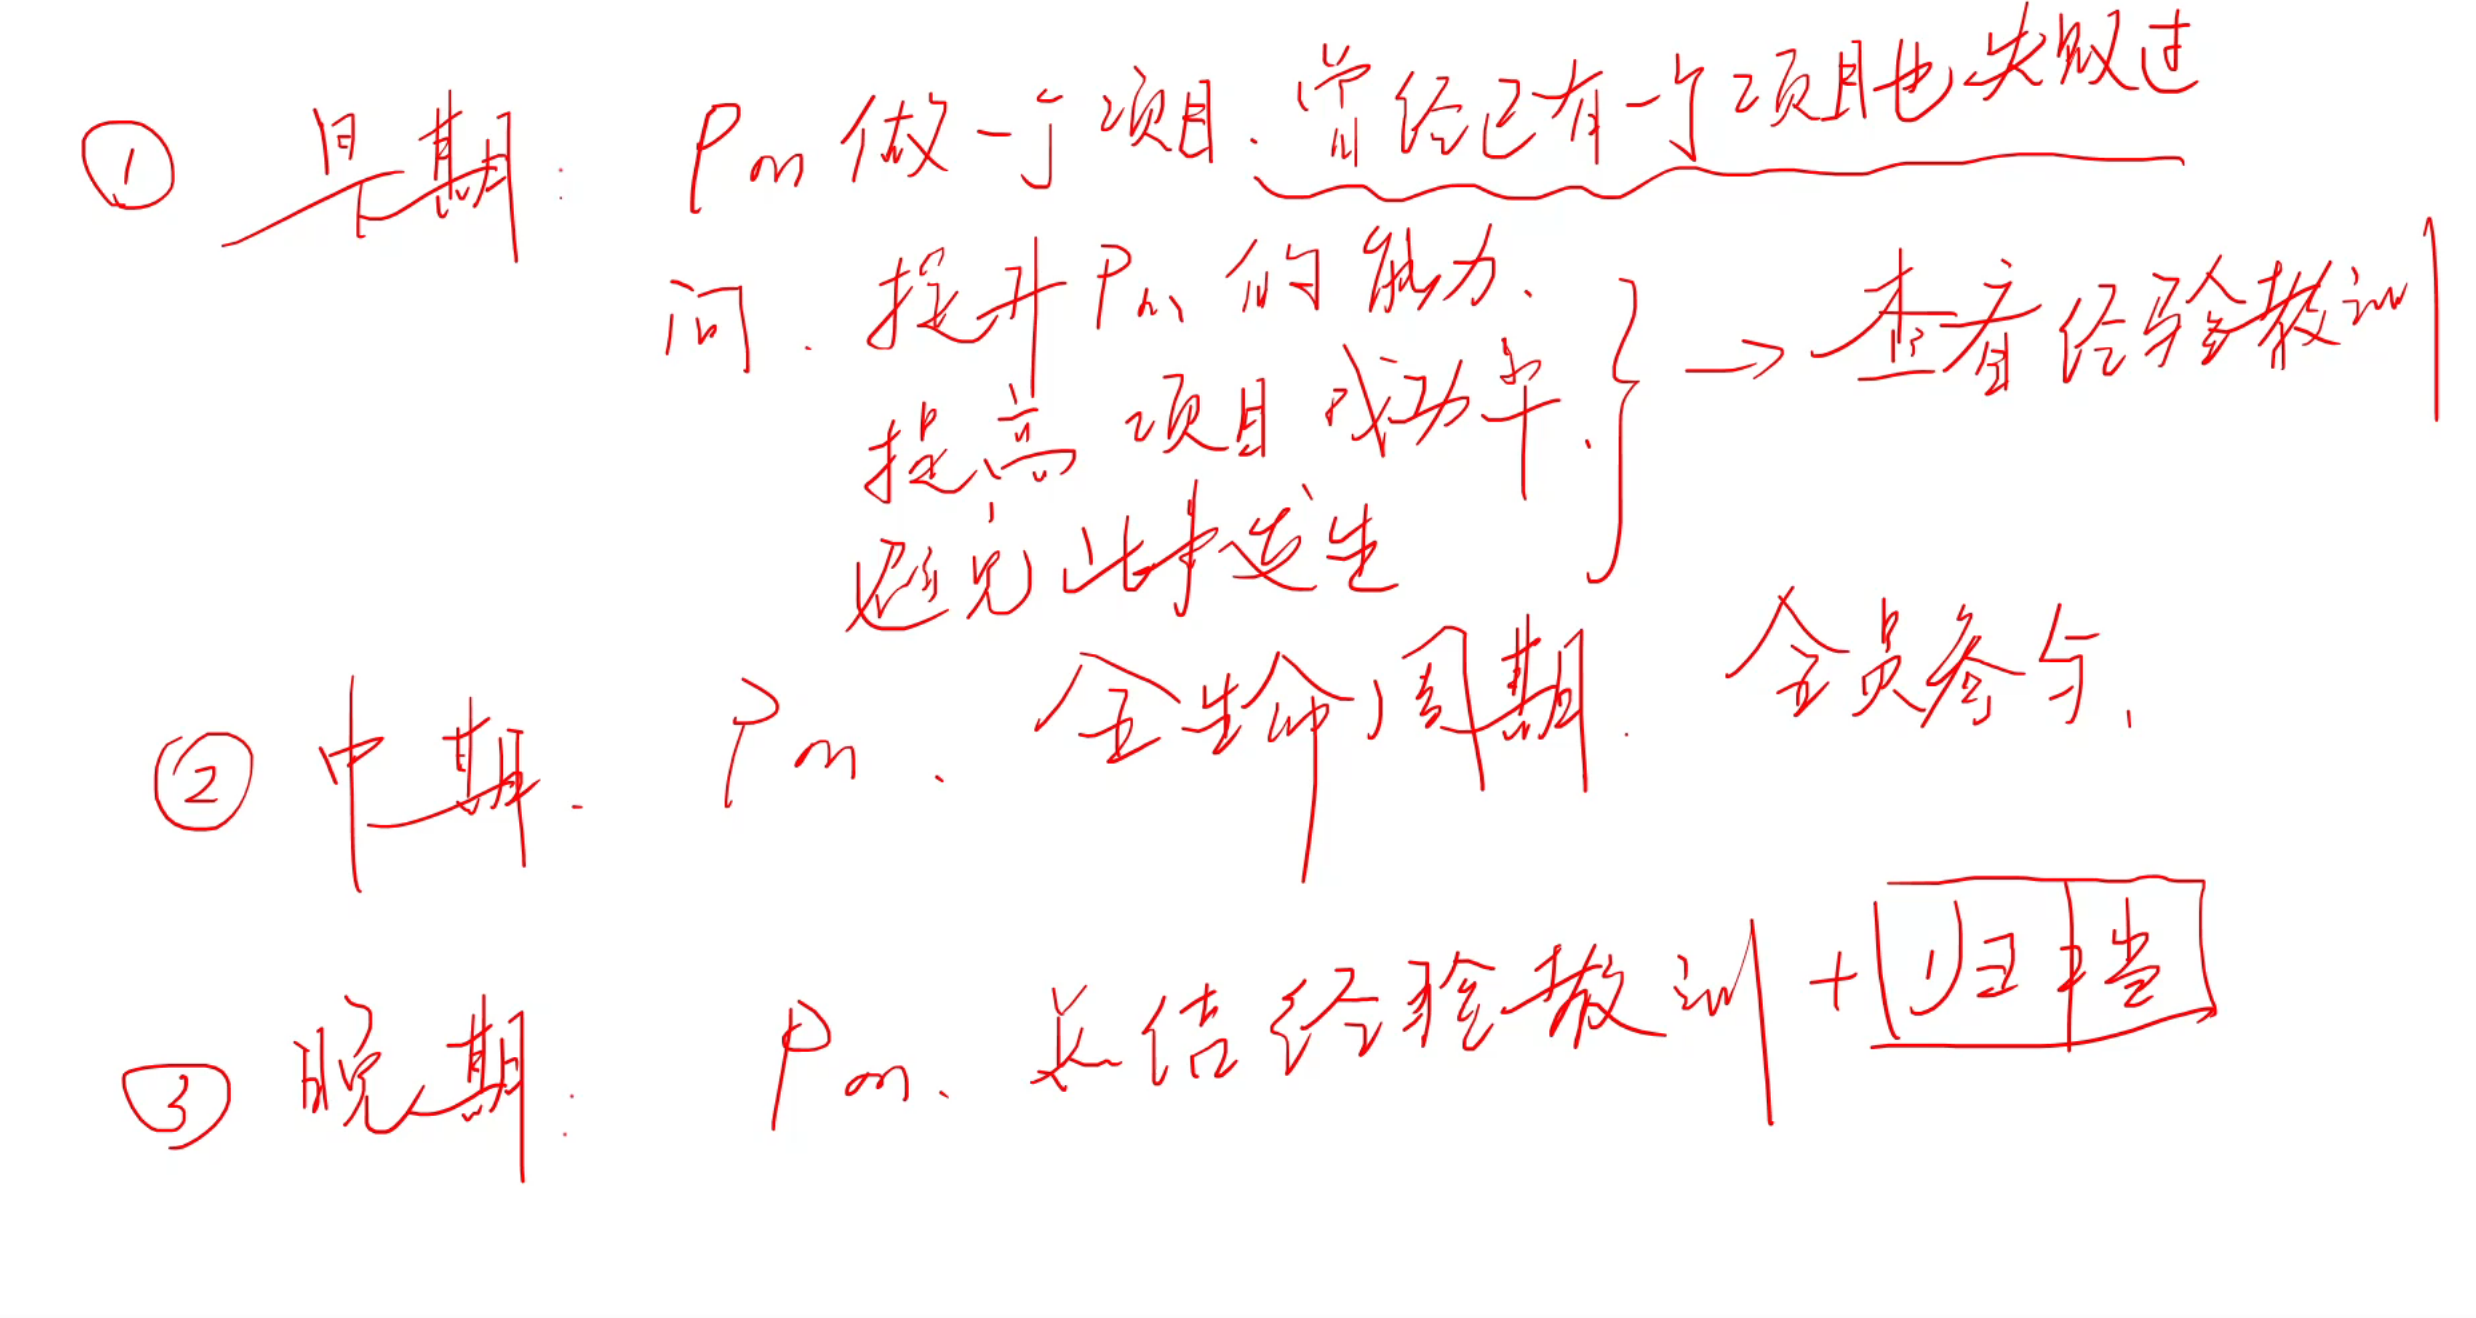 ① 早期: Pm 做一个项目.曾经已有一个项目也失败过
问. 提升Pm的能力. → 查看经验教训
提高项目成功率.
避免此事发生
② 中期. Pm. 全生命周期. 全员参与.
③ 晚期: Pm. 总结经验教训 + 归档